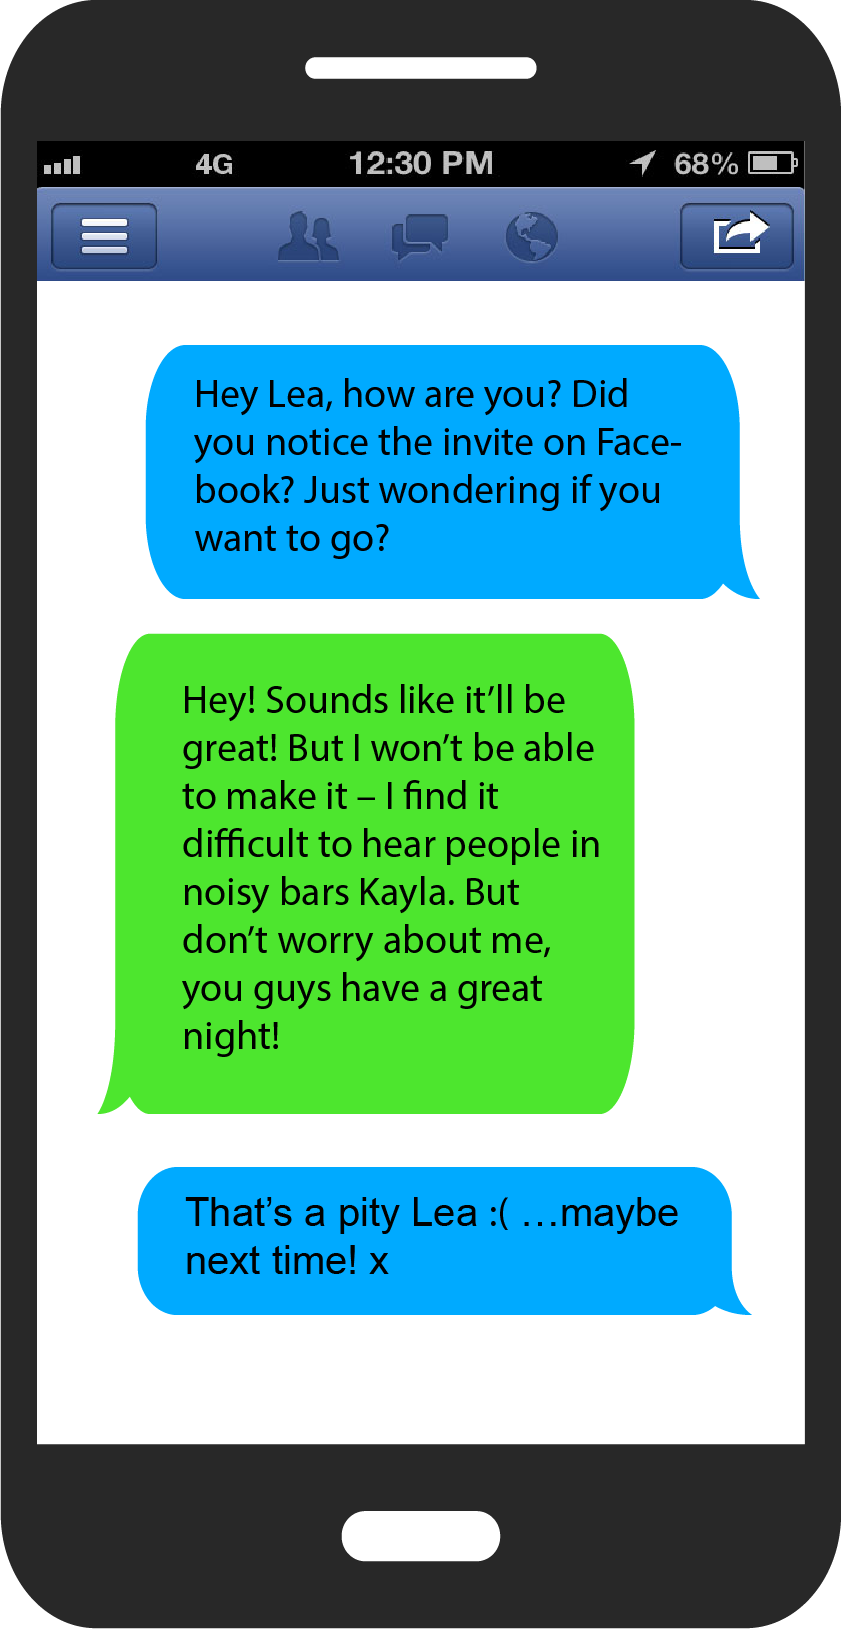 4G 12:30 PM 68%
Hey Lea, how are you? Did
you notice the invite on Face-
book? Just wondering if you
want to go?
Hey! Sounds like it’ll be
great! But I won’t be able
to make it – I find it
difficult to hear people in
noisy bars Kayla. But
don’t worry about me,
you guys have a great
night!
That’s a pity Lea :( …maybe
next time! x